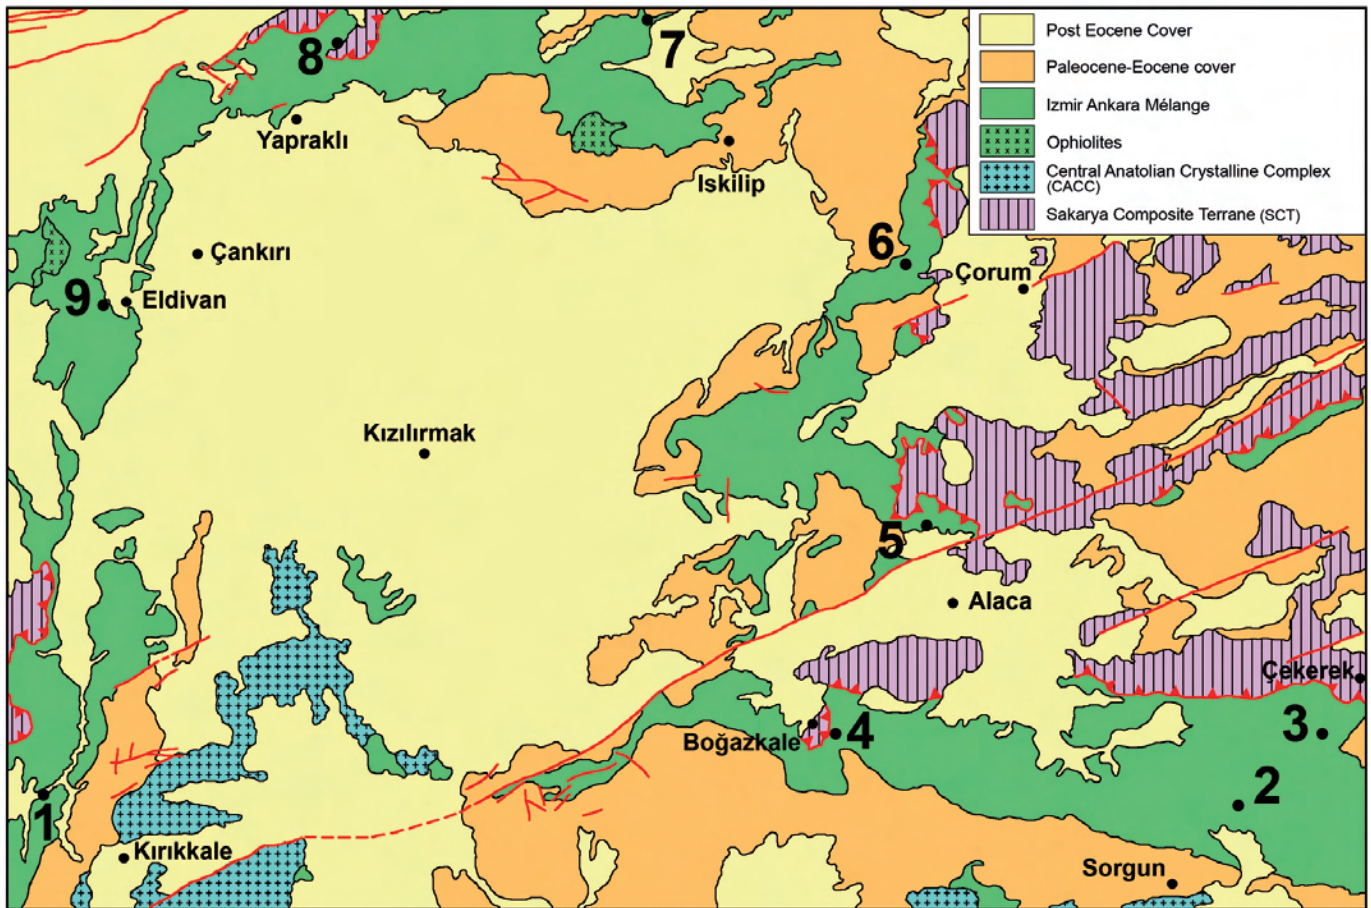 Post Eocene Cover
Paleocene-Eocene cover
Izmir Ankara Mélange
Ophiolites
Central Anatolian Crystalline Complex
(CACC)
Sakarya Composite Terrane (SCT)
8
7
Yapraklı
Iskilip
6
Çankırı
Çorum
9
Eldivan
Kızılırmak
5
Alaca
Çekerek
Boğazkale
4
3
2
1
Kırıkkale
Sorgun